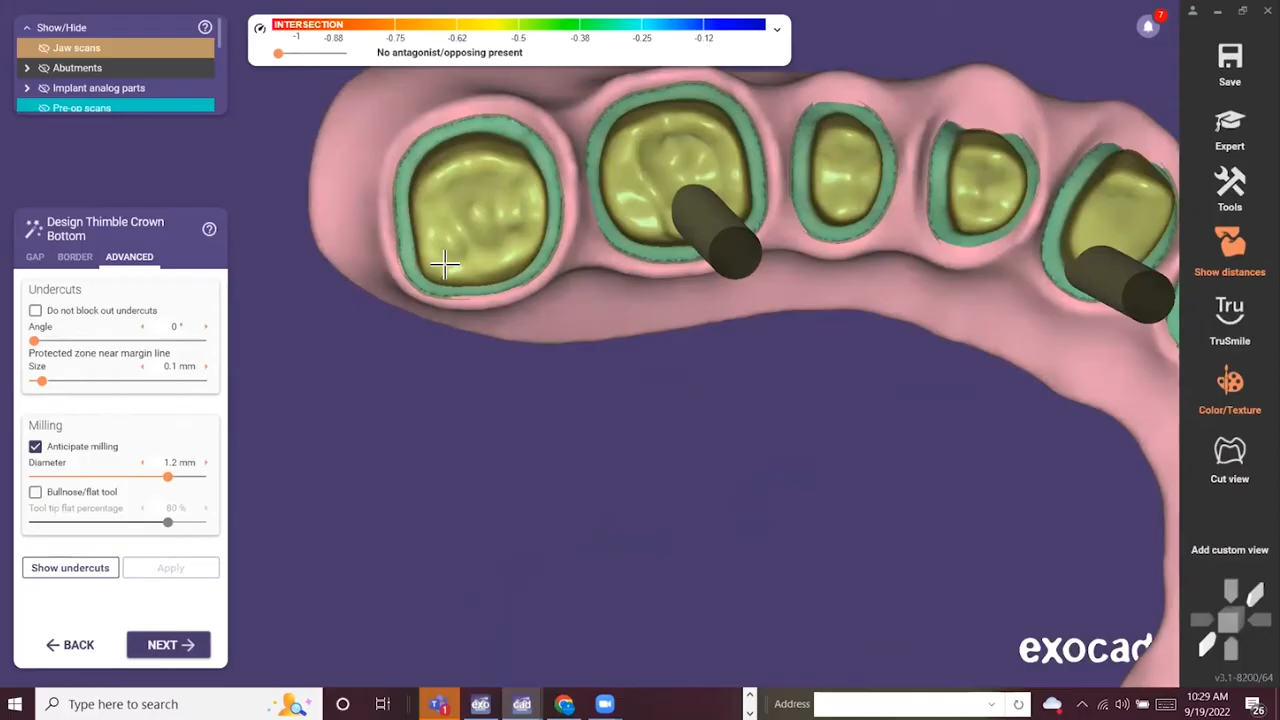 Show/Hide
Jaw scans
Abutments
Implant analog parts
Pre-op scans
INTERSECTION
-1 -0.88 -0.75 -0.62 -0.5 -0.38 -0.25 -0.12
No antagonist/opposing present
7
Save
Expert
Tools
Show distances
Tru
TruSmile
Color/Texture
Cut view
Add custom view
Design Thimble Crown
Bottom
GAP BORDER ADVANCED
Undercuts
Do not block out undercuts
Angle 0 °
Protected zone near margin line
Size 0.1 mm
Milling
Anticipate milling
Diameter 1.2 mm
Bullnose/flat tool
Tool tip flat percentage 80 %
Show undercuts Apply
BACK NEXT
exocad
v3.1-8200/64
Type here to search
1
exo
cad
Address
10:29 AM
9/19/2022
26